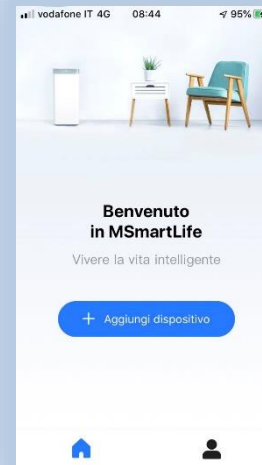 vodafone IT 4G 08:44 95%
Benvenuto
in MSmartLife
Vivere la vita intelligente
+ Aggiungi dispositivo